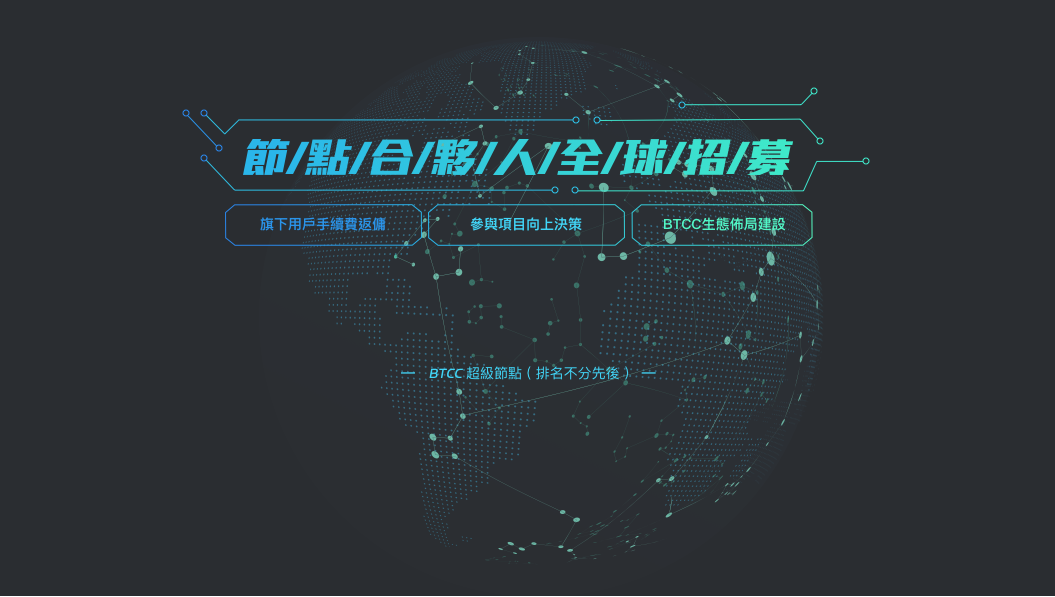 節/點/合/夥/人/全/球/招/募
旗下用戶手續費返傭
參與項目向上決策
BTCC生態佈局建設
BTCC 超級節點 ( 排名不分先後 )